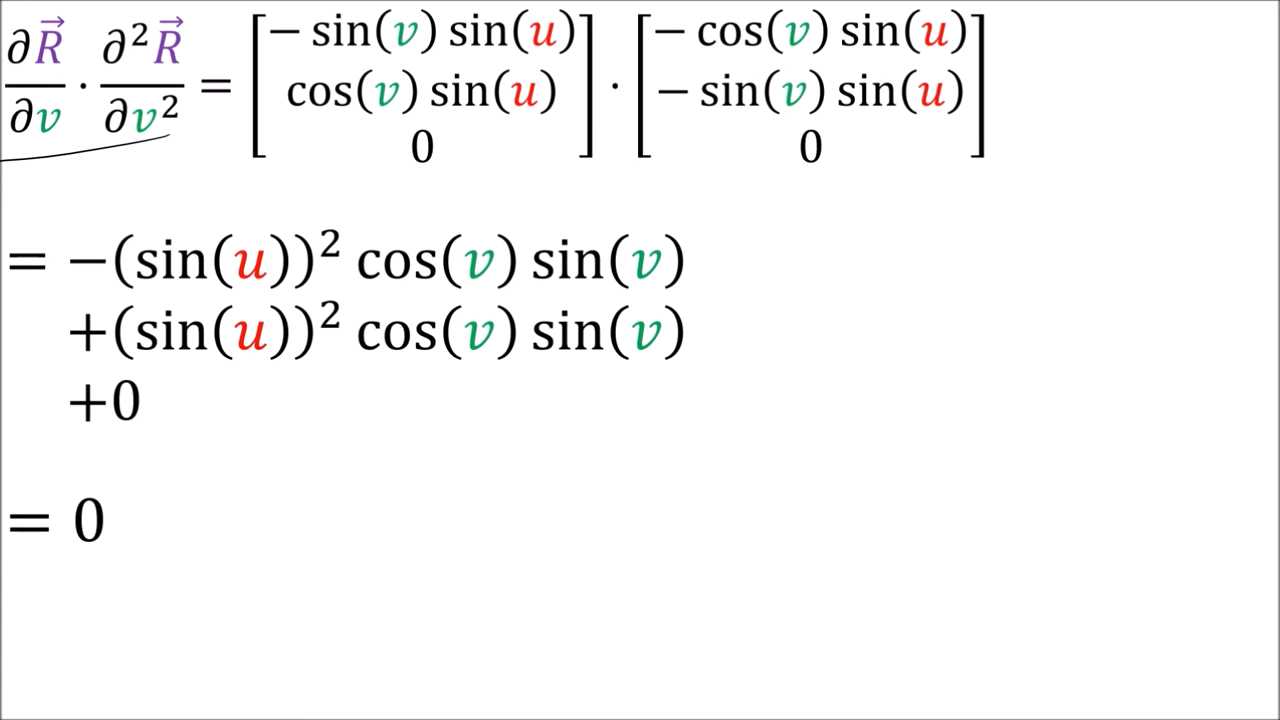 ∂R⃗/∂v · ∂²R⃗/∂v² = [− sin(v) sin(u), cos(v) sin(u), 0] · [− cos(v) sin(u), − sin(v) sin(u), 0]
= −(sin(u))² cos(v) sin(v)
+(sin(u))² cos(v) sin(v)
+0
= 0